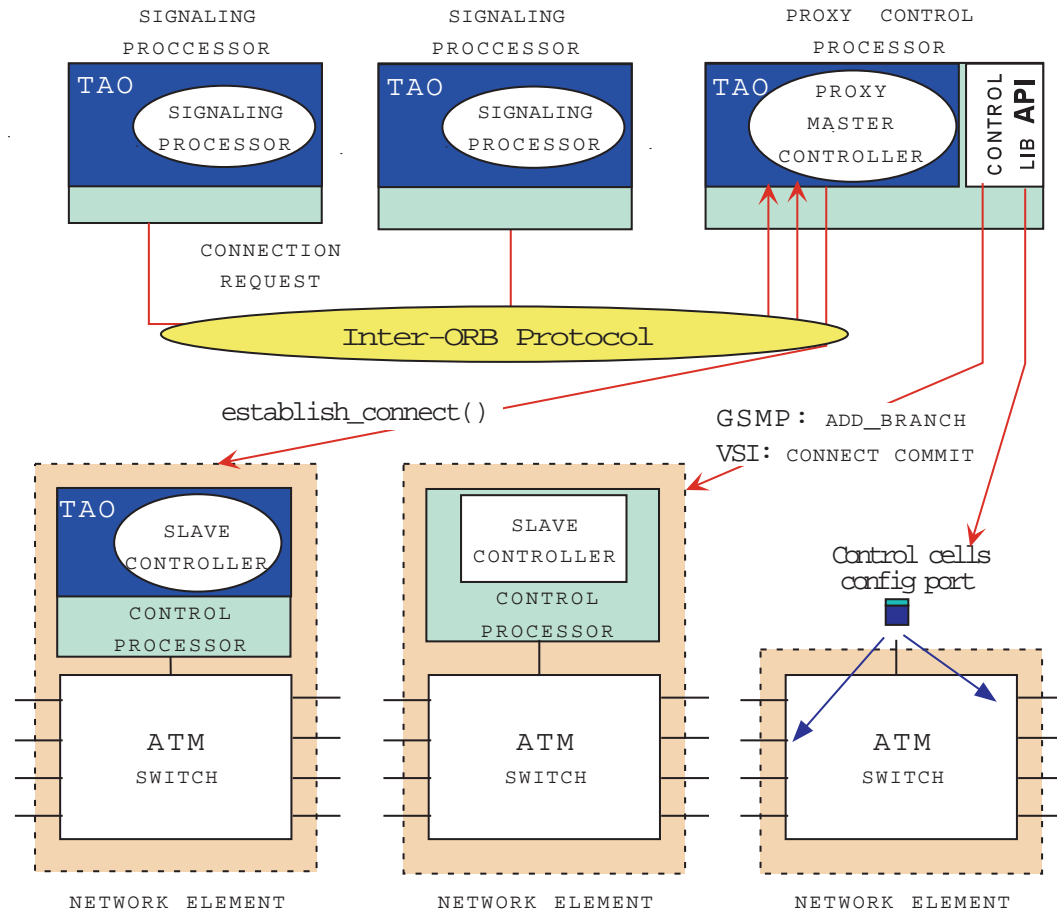 SIGNALING
PROCCESSOR
SIGNALING
PROCCESSOR
PROXY CONTROL
PROCESSOR
TAO
SIGNALING
PROCESSOR
TAO
SIGNALING
PROCESSOR
TAO
PROXY
MASTER
CONTROLLER
CONTROL
LIB API
CONNECTION
REQUEST
Inter-ORB Protocol
establish_connect()
GSMP: ADD_BRANCH
VSI: CONNECT COMMIT
TAO
SLAVE
CONTROLLER
CONTROL
PROCESSOR
SLAVE
CONTROLLER
CONTROL
PROCESSOR
Control cells
config port
ATM
SWITCH
ATM
SWITCH
ATM
SWITCH
NETWORK ELEMENT
NETWORK ELEMENT
NETWORK ELEMENT